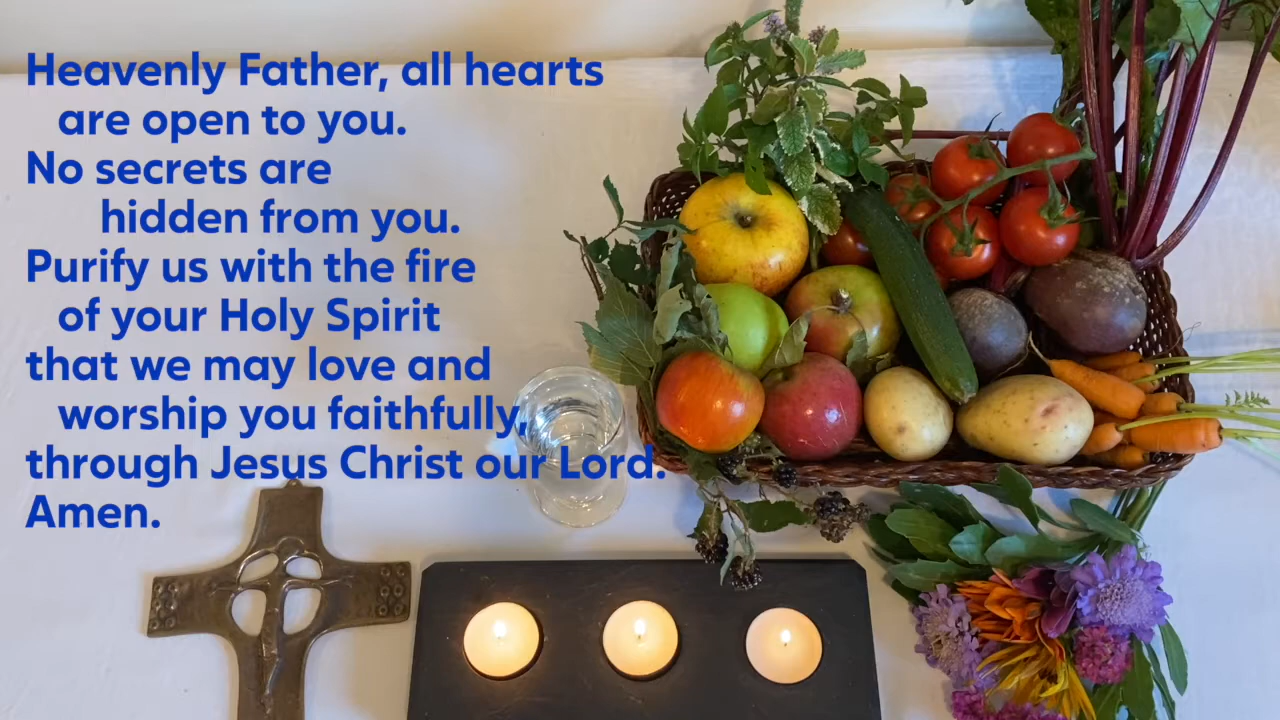 Heavenly Father, all hearts
are open to you.
No secrets are
hidden from you.
Purify us with the fire
of your Holy Spirit
that we may love and
worship you faithfully,
through Jesus Christ our Lord.
Amen.